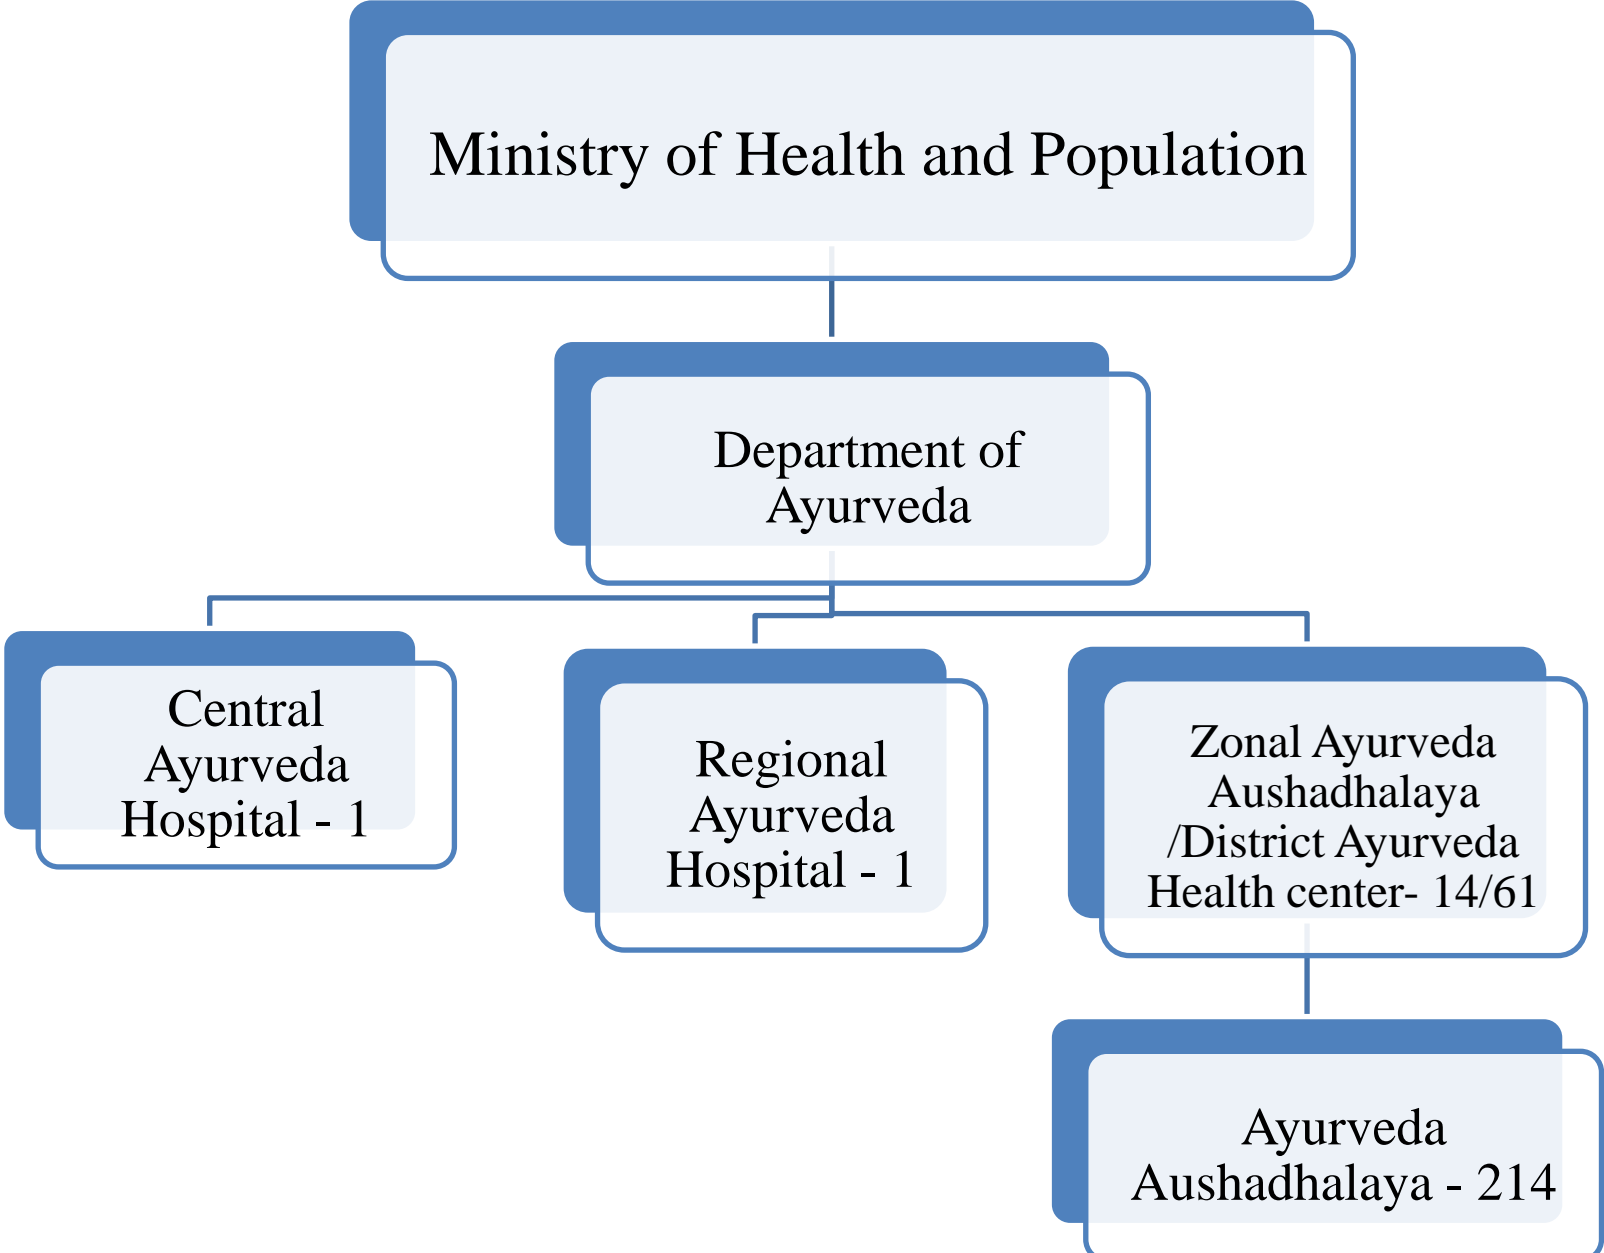 Ministry of Health and Population
Department of
Ayurveda
Central
Ayurveda
Hospital - 1
Regional
Ayurveda
Hospital - 1
Zonal Ayurveda
Aushadhalaya
/District Ayurveda
Health center- 14/61
Ayurveda
Aushadhalaya - 214